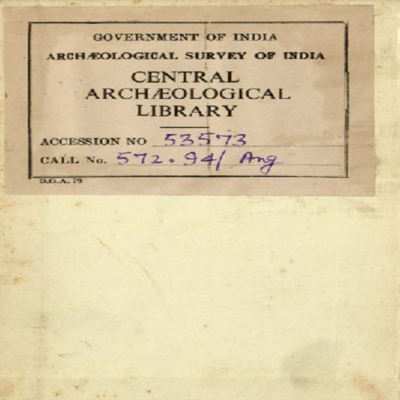 GOVERNMENT OF INDIA
ARCHÆOLOGICAL SURVEY OF INDIA
CENTRAL
ARCHÆOLOGICAL
LIBRARY
ACCESSION NO 53573
CALL No. 572.94/ Ang
D.G.A. 79